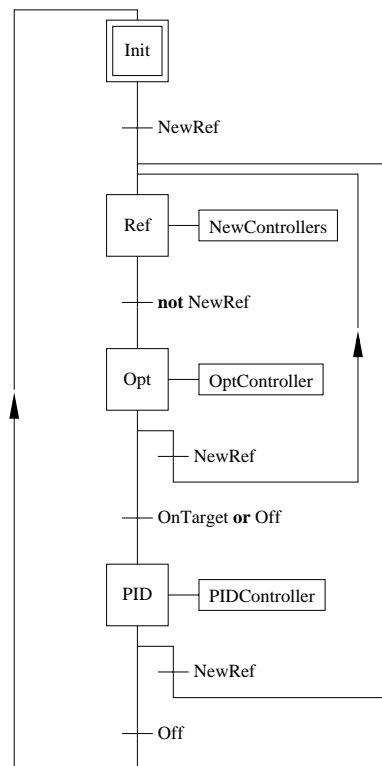 Init
NewRef
Ref
NewControllers
not NewRef
Opt
OptController
NewRef
OnTarget or Off
PID
PIDController
NewRef
Off